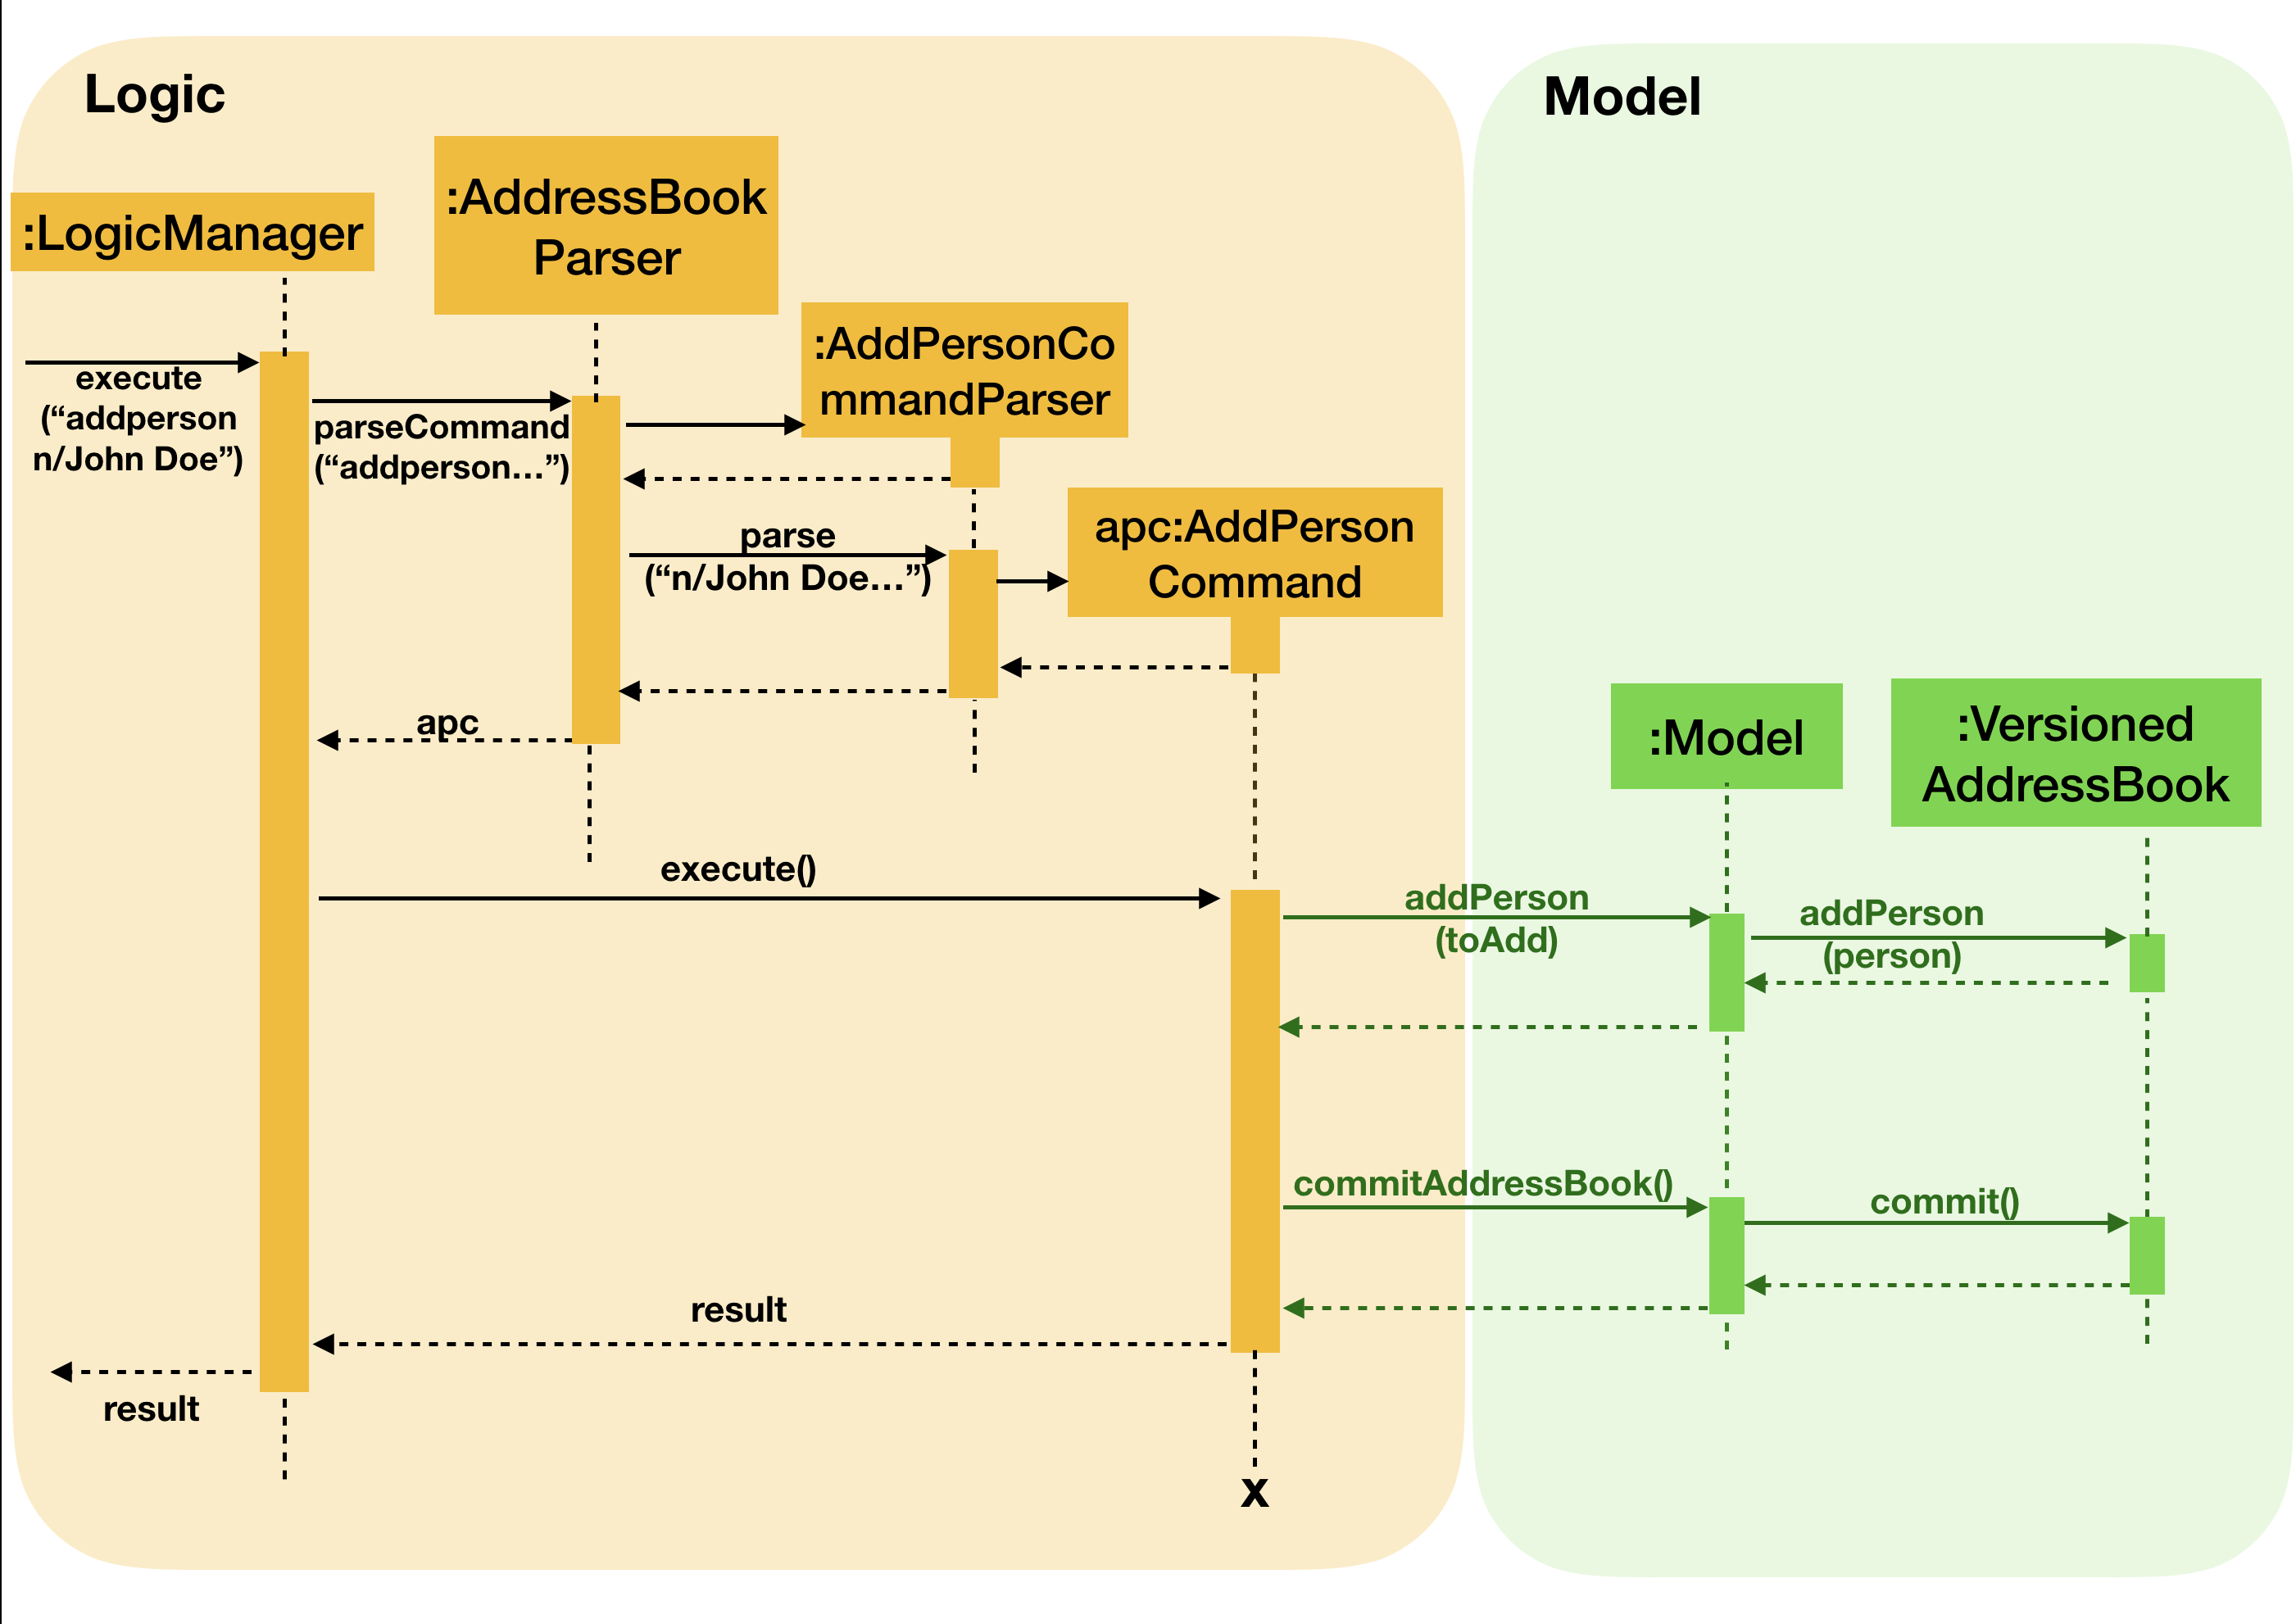 Logic
Model
:LogicManager
:AddressBook
Parser
:AddPersonCo
mmandParser
execute
(“addperson
n/John Doe”)
parseCommand
(“addperson…”)
parse
(“n/John Doe…”)
apc:AddPerson
Command
apc
:Model
:Versioned
AddressBook
execute()
addPerson
(toAdd)
addPerson
(person)
commitAddressBook()
commit()
result
result
x